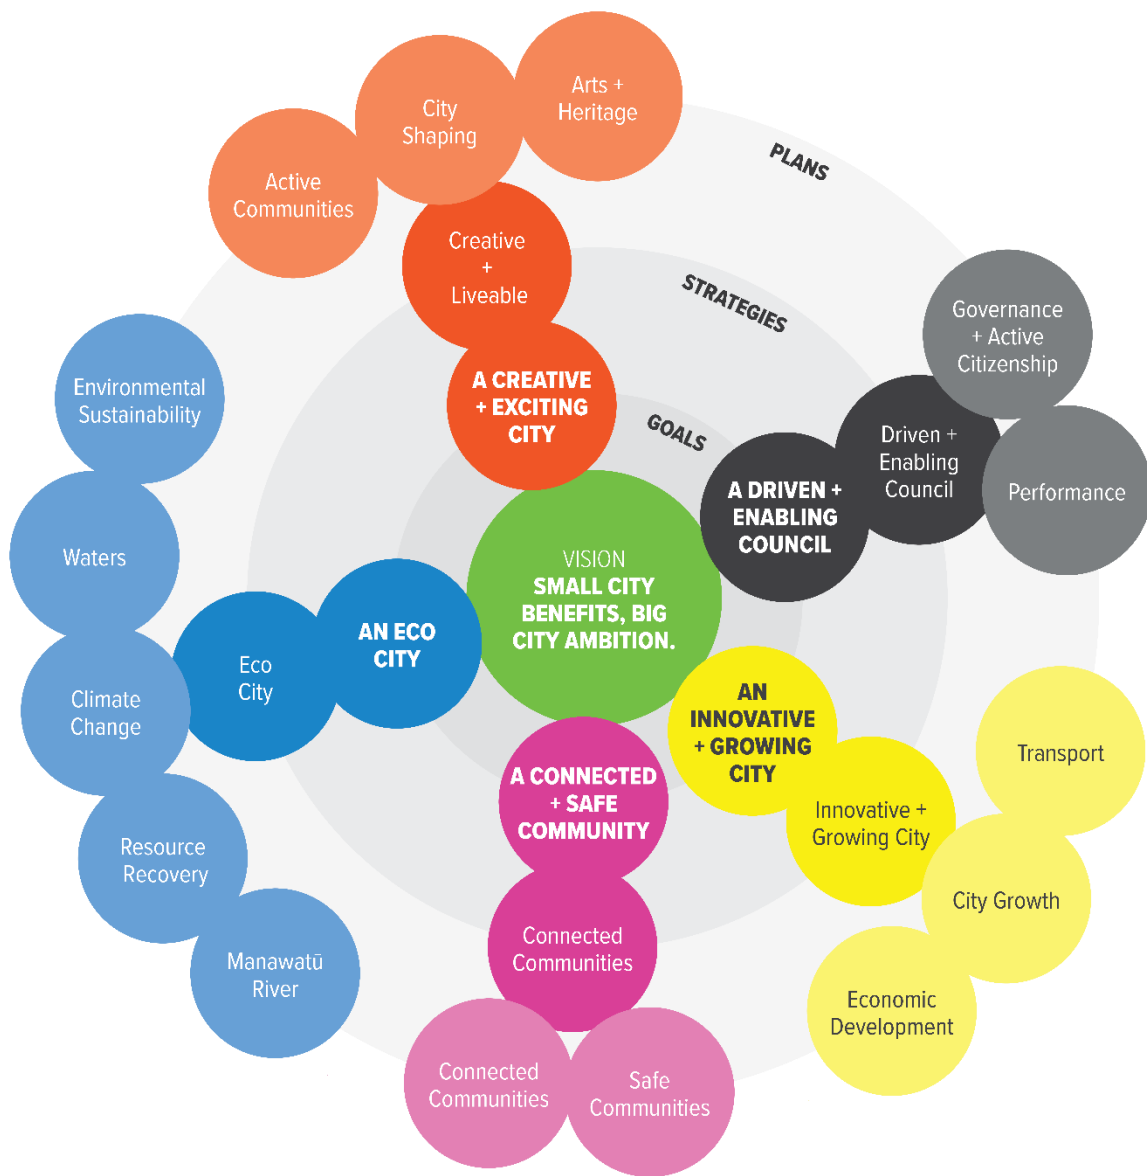 Arts +
Heritage
City
Shaping
Active
Communities
PLANS
Creative
+
Liveable
STRATEGIES
Governance
+ Active
Citizenship
A CREATIVE
+ EXCITING
CITY
GOALS
Environmental
Sustainability
Driven +
Enabling
Council
Performance
A DRIVEN +
ENABLING
COUNCIL
Waters
VISION
SMALL CITY
BENEFITS, BIG
CITY AMBITION.
AN ECO
CITY
Eco
City
Climate
Change
AN
INNOVATIVE
+ GROWING
CITY
Transport
A CONNECTED
+ SAFE
COMMUNITY
Innovative +
Growing City
Resource
Recovery
City Growth
Connected
Communities
Manawatū
River
Economic
Development
Connected
Communities
Safe
Communities